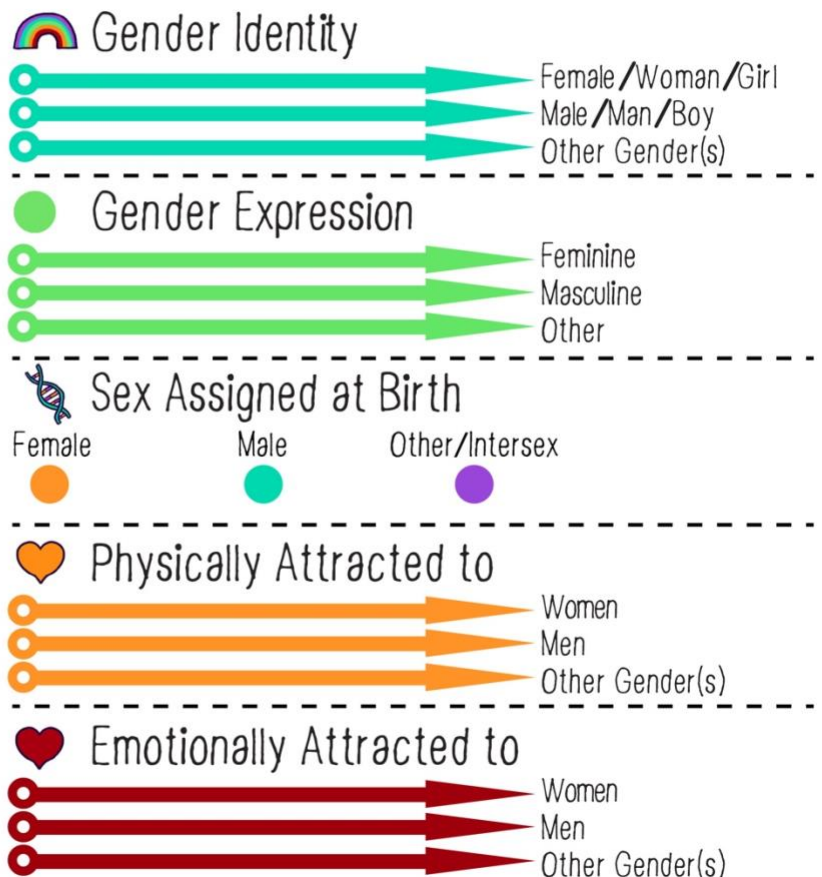 Gender Identity
Female/Woman/Girl
Male/Man/Boy
Other Gender(s)
Gender Expression
Feminine
Masculine
Other
Sex Assigned at Birth
Female Male Other/Intersex
Physically Attracted to
Women
Men
Other Gender(s)
Emotionally Attracted to
Women
Men
Other Gender(s)